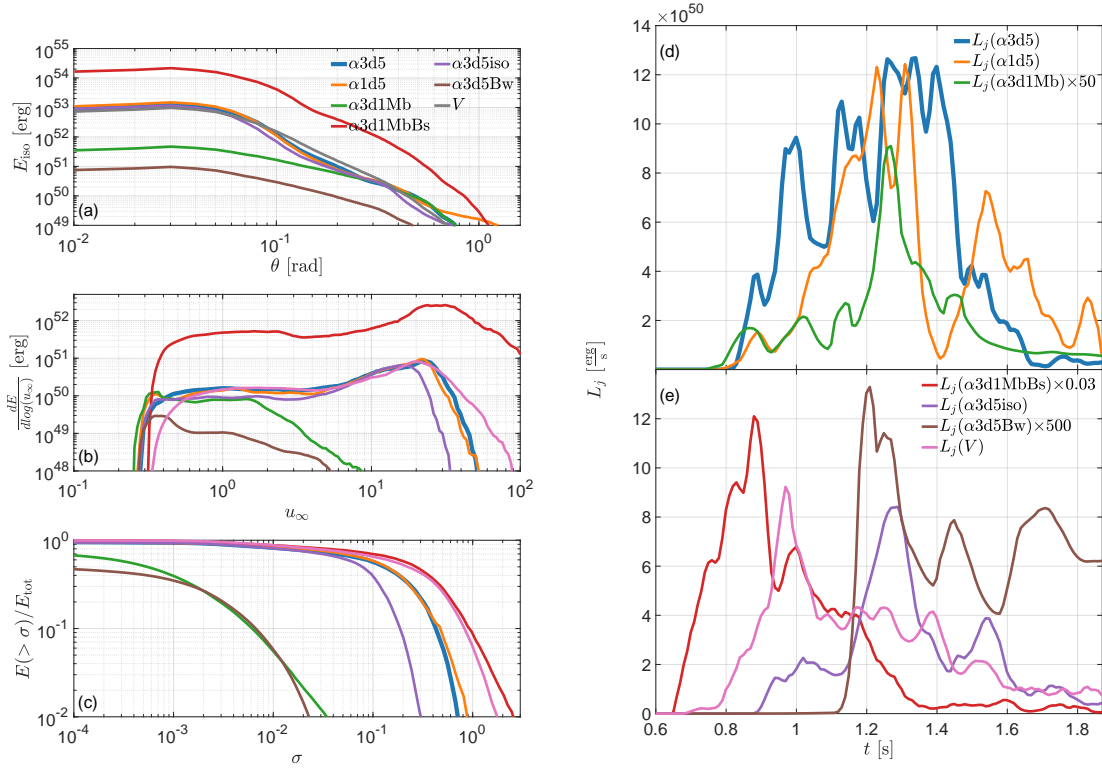 10^55
10^54
10^53
10^52
10^51
10^50
10^49
E_iso [erg]
α3d5
α1d5
α3d1Mb
α3d1MbBs
α3d5iso
α3d5Bw
V
(a)
10^-2
10^-1
10^0
θ [rad]
10^52
10^51
10^50
10^49
10^48
dE/dlog(u_∞) [erg]
(b)
10^-1
10^0
10^1
10^2
u_∞
10^0
10^-1
10^-2
E(> σ)/E_tot
(c)
10^-4
10^-3
10^-2
10^-1
10^0
σ
×10^50
14
12
10
8
6
4
2
(d)
L_j(α3d5)
L_j(α1d5)
L_j(α3d1Mb)×50
L_j [erg/s]
12
10
8
6
4
2
0
(e)
L_j(α3d1MbBs)×0.03
L_j(α3d5iso)
L_j(α3d5Bw)×500
L_j(V)
0.6
0.8
1
1.2
1.4
1.6
1.8
t [s]